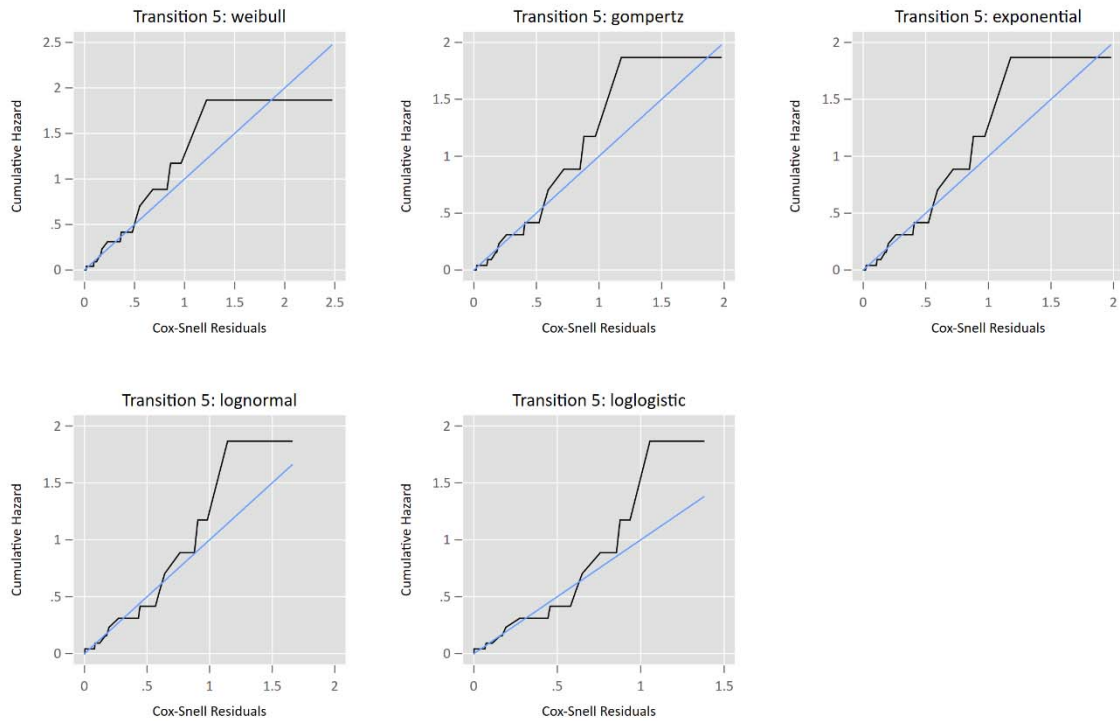 Transition 5: weibull
Cumulative Hazard
2.5
2
1.5
1
.5
0
0 .5 1 1.5 2 2.5
Cox-Snell Residuals
Transition 5: gompertz
Cumulative Hazard
2
1.5
1
.5
0
0 .5 1 1.5 2
Cox-Snell Residuals
Transition 5: exponential
Cumulative Hazard
2
1.5
1
.5
0
0 .5 1 1.5 2
Cox-Snell Residuals
Transition 5: lognormal
Cumulative Hazard
2
1.5
1
.5
0
0 .5 1 1.5 2
Cox-Snell Residuals
Transition 5: loglogistic
Cumulative Hazard
2
1.5
1
.5
0
0 .5 1 1.5
Cox-Snell Residuals